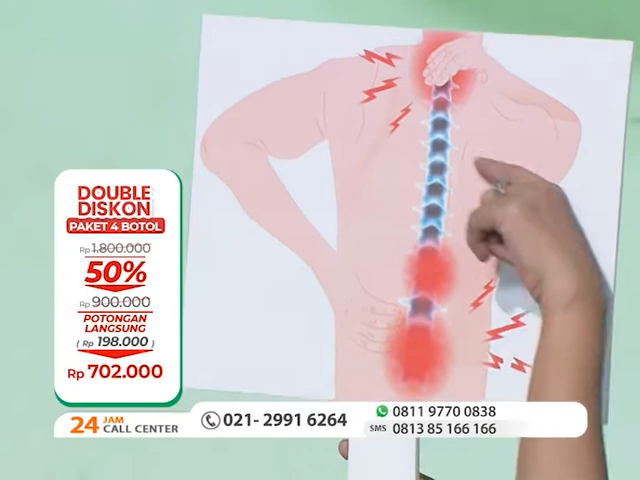 DOUBLE
DISKON
PAKET 4 BOTOL
Rp 1.800.000
50%
Rp 900.000
POTONGAN
LANGSUNG
( Rp 198.000 )
Rp 702.000
24 JAM
CALL CENTER
021- 2991 6264
0811 9770 0838
SMS 0813 85 166 166